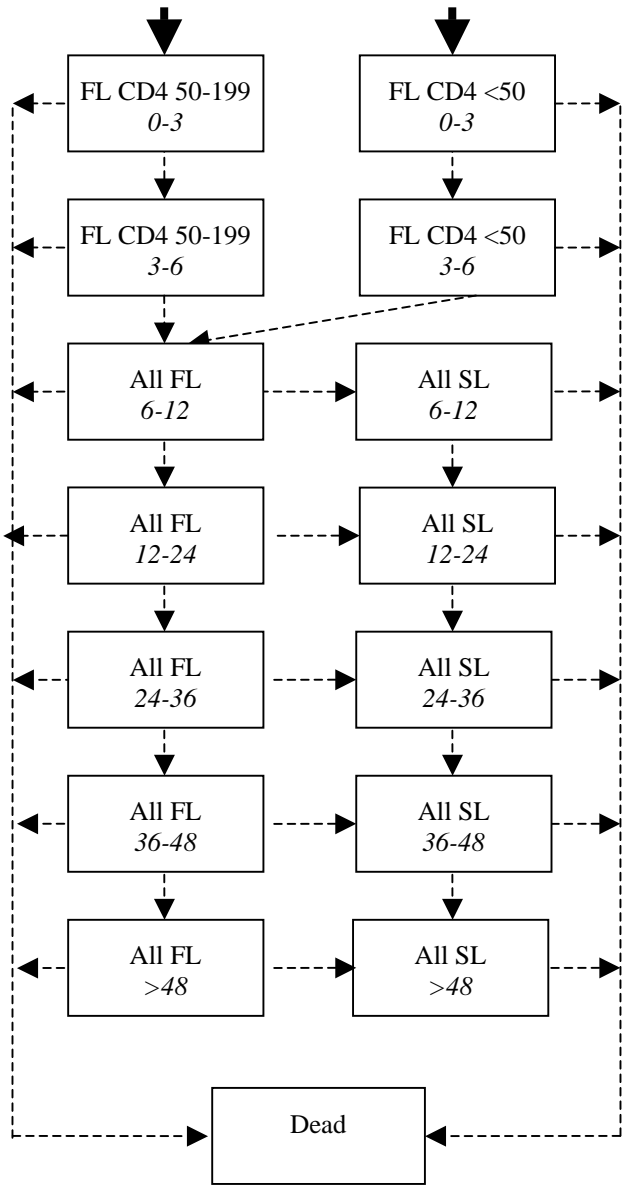 FL CD4 50-199
0-3
FL CD4 <50
0-3
FL CD4 50-199
3-6
FL CD4 <50
3-6
All FL
6-12
All SL
6-12
All FL
12-24
All SL
12-24
All FL
24-36
All SL
24-36
All FL
36-48
All SL
36-48
All FL
>48
All SL
>48
Dead